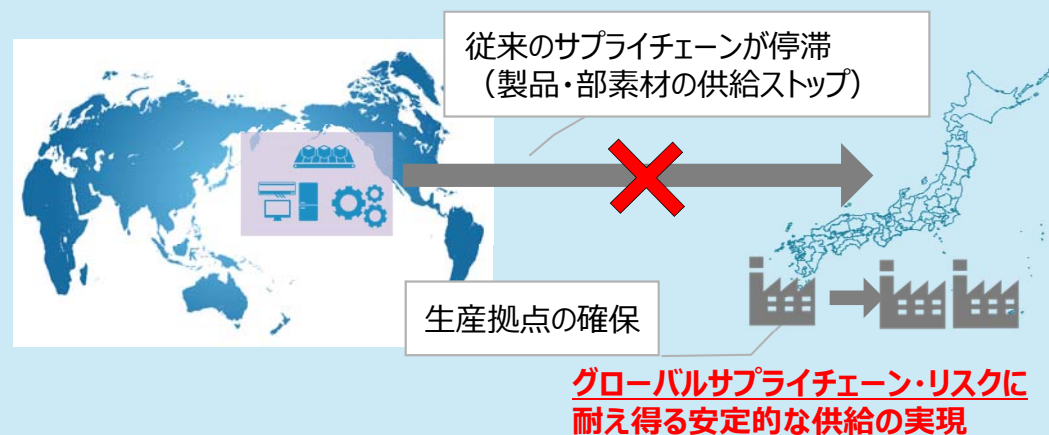 従来のサプライチェーンが停滞
（製品・部素材の供給ストップ）
生産拠点の確保
グローバルサプライチェーン・リスクに
耐え得る安定的な供給の実現